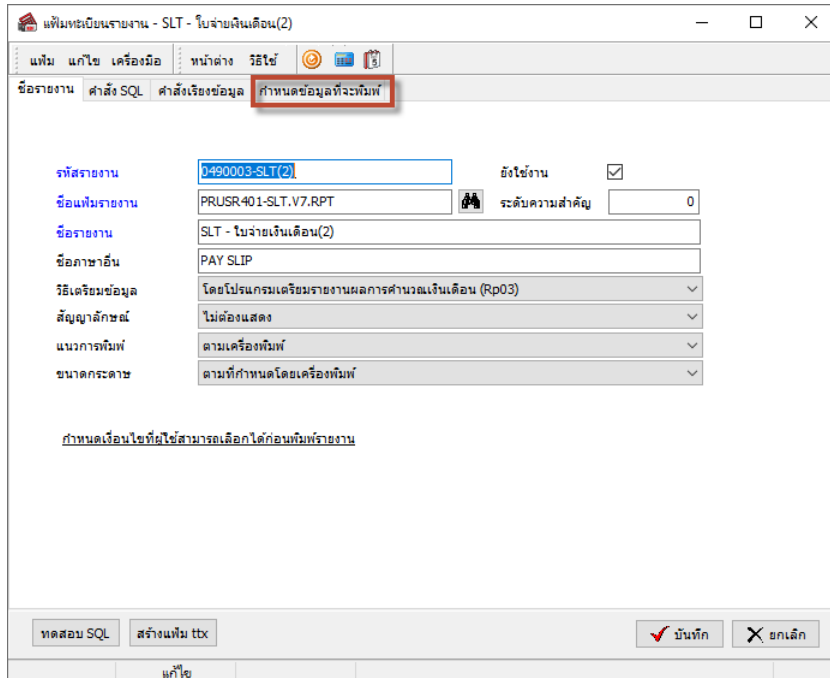 แฟ้มทะเบียนรายงาน - SLT - ใบจ่ายเงินเดือน(2)
แฟ้ม แก้ไข เครื่องมือ หน้าต่าง วิธีใช้ 5
ชื่อรายงาน คำสั่ง SQL คำสั่งเรียงข้อมูล กำหนดข้อมูลที่จะพิมพ์
รหัสรายงาน 0490003-SLT(2) ยังใช้งาน
ชื่อแฟ้มรายงาน PRUSR401-SLT.V7.RPT ระดับความสำคัญ 0
ชื่อรายงาน SLT - ใบจ่ายเงินเดือน(2)
ชื่อภาษาอื่น PAY SLIP
วิธีเตรียมข้อมูล โดยโปรแกรมเตรียมรายงานผลการคำนวณเงินเดือน (Rp03)
สัญญาลักษณ์ ไม่ต้องแสดง
แนวการพิมพ์ ตามเครื่องพิมพ์
ขนาดกระดาษ ตามที่กำหนดโดยเครื่องพิมพ์
กำหนดเงื่อนไขที่ผู้ใช้สามารถเลือกได้ก่อนพิมพ์รายงาน
ทดสอบ SQL สร้างแฟ้ม ttx บันทึก ยกเลิก
แก้ไข